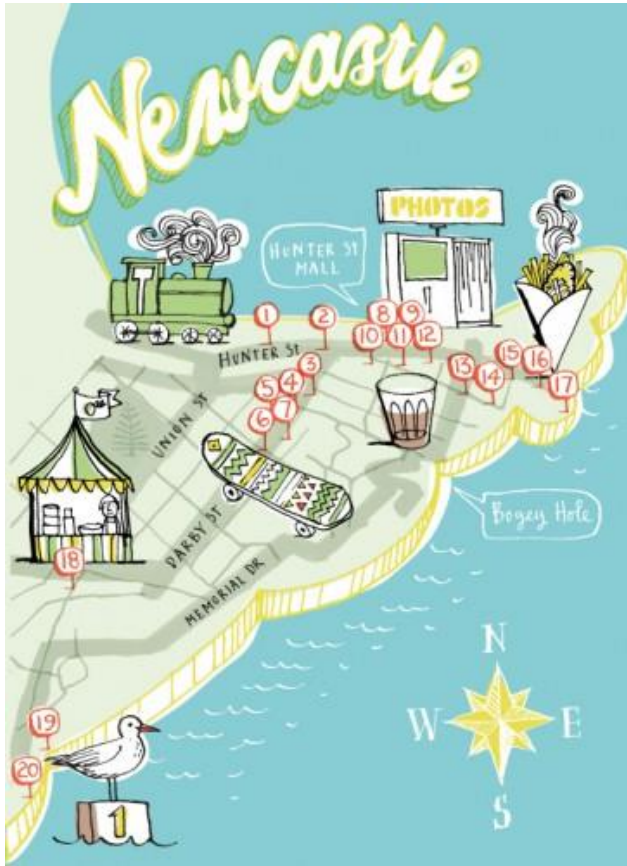 Newcastle
PHOTOS
HUNTER ST
MALL
1
2
8
9
10
11
12
HUNTER ST
3
15
16
13
14
17
5
4
6
7
UNION ST
DARBY ST
Bogey Hole
18
MEMORIAL DR
N
W
E
S
19
20
1